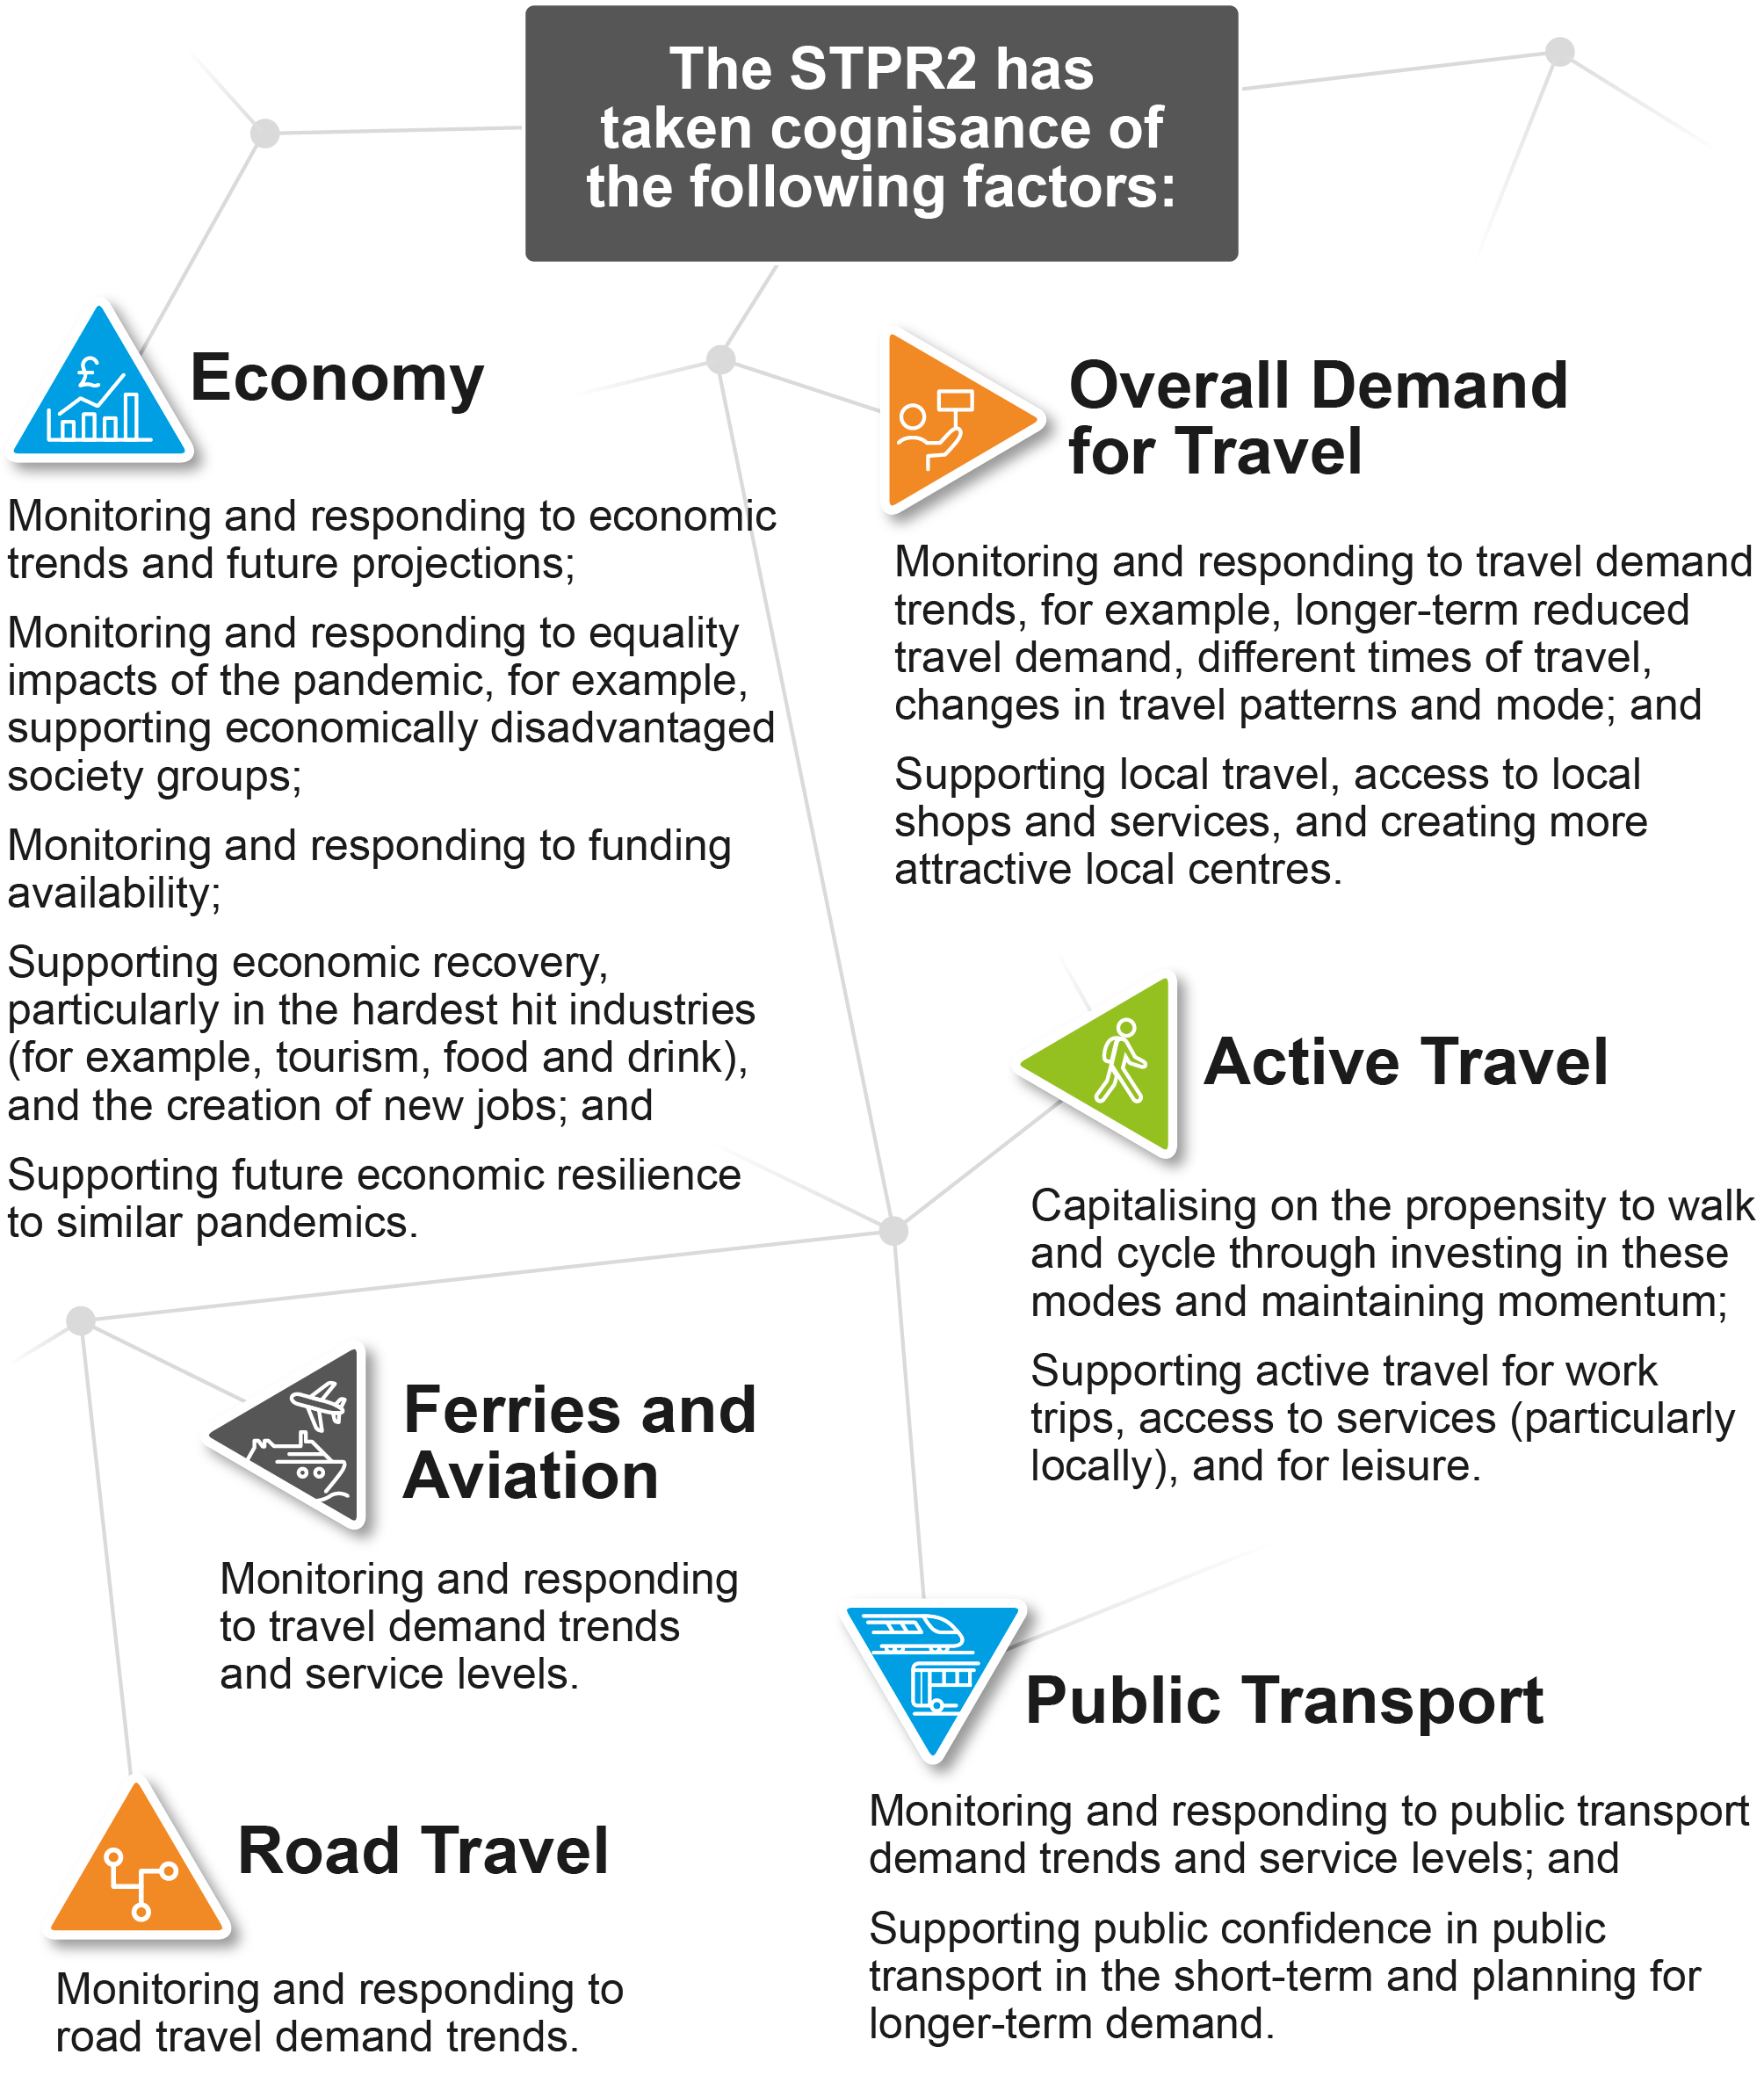 The STPR2 has
taken cognisance of
the following factors:
£
Economy
Monitoring and responding to economic
trends and future projections;
Monitoring and responding to equality
impacts of the pandemic, for example,
supporting economically disadvantaged
society groups;
Monitoring and responding to funding
availability;
Supporting economic recovery,
particularly in the hardest hit industries
(for example, tourism, food and drink),
and the creation of new jobs; and
Supporting future economic resilience
to similar pandemics.
Overall Demand
for Travel
Monitoring and responding to travel demand
trends, for example, longer-term reduced
travel demand, different times of travel,
changes in travel patterns and mode; and
Supporting local travel, access to local
shops and services, and creating more
attractive local centres.
Active Travel
Capitalising on the propensity to walk
and cycle through investing in these
modes and maintaining momentum;
Supporting active travel for work
trips, access to services (particularly
locally), and for leisure.
Ferries and
Aviation
Monitoring and responding
to travel demand trends
and service levels.
Public Transport
Monitoring and responding to public transport
demand trends and service levels; and
Supporting public confidence in public
transport in the short-term and planning for
longer-term demand.
Road Travel
Monitoring and responding to
road travel demand trends.